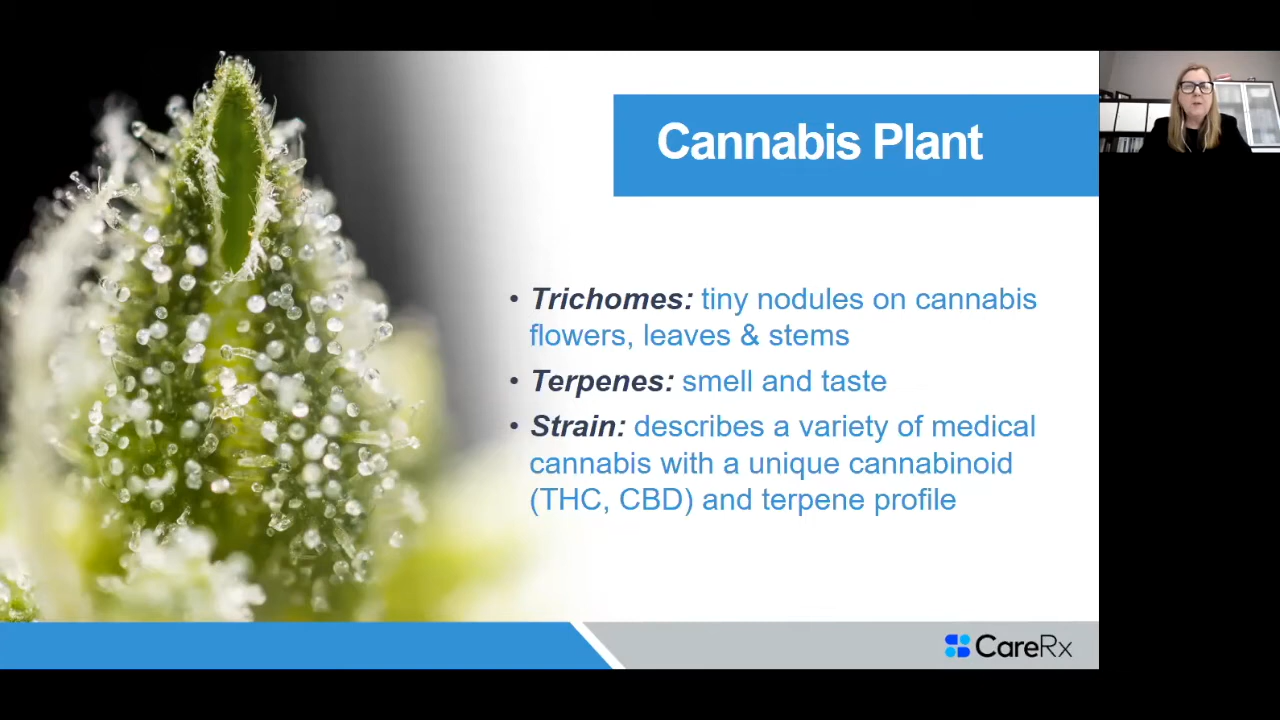 Cannabis Plant
• Trichomes: tiny nodules on cannabis
flowers, leaves & stems
• Terpenes: smell and taste
• Strain: describes a variety of medical
cannabis with a unique cannabinoid
(THC, CBD) and terpene profile
CareRx